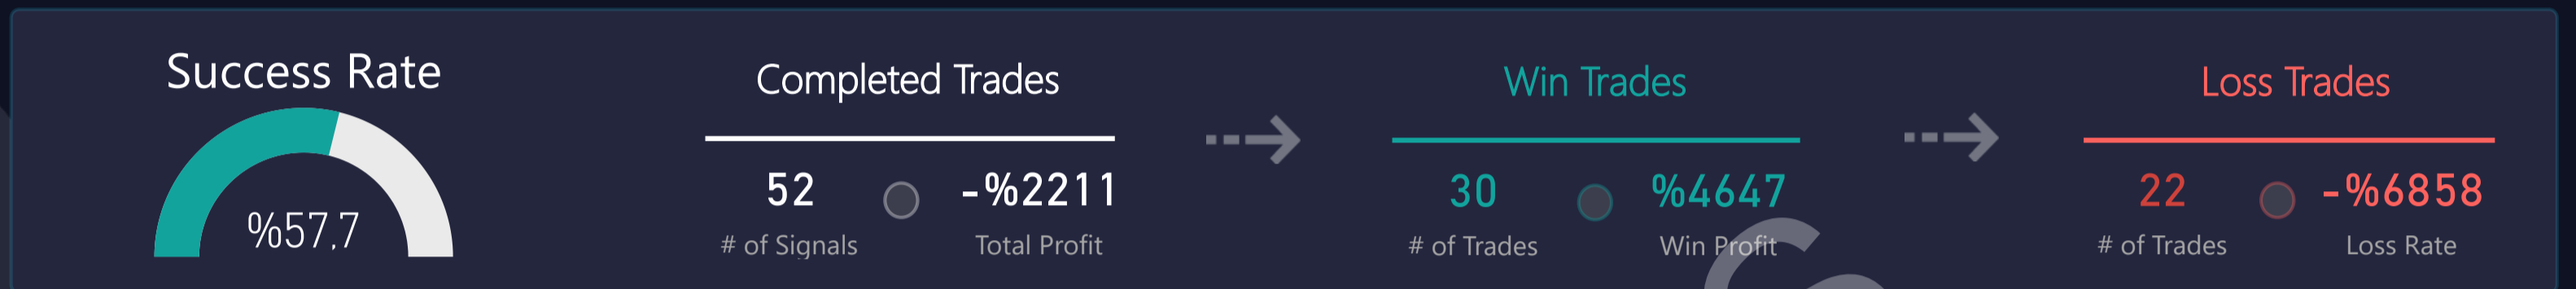 Success Rate
%57,7
Completed Trades
52
-%2211
# of Signals
Total Profit
Win Trades
30
%4647
# of Trades
Win Profit
Loss Trades
22
-%6858
# of Trades
Loss Rate